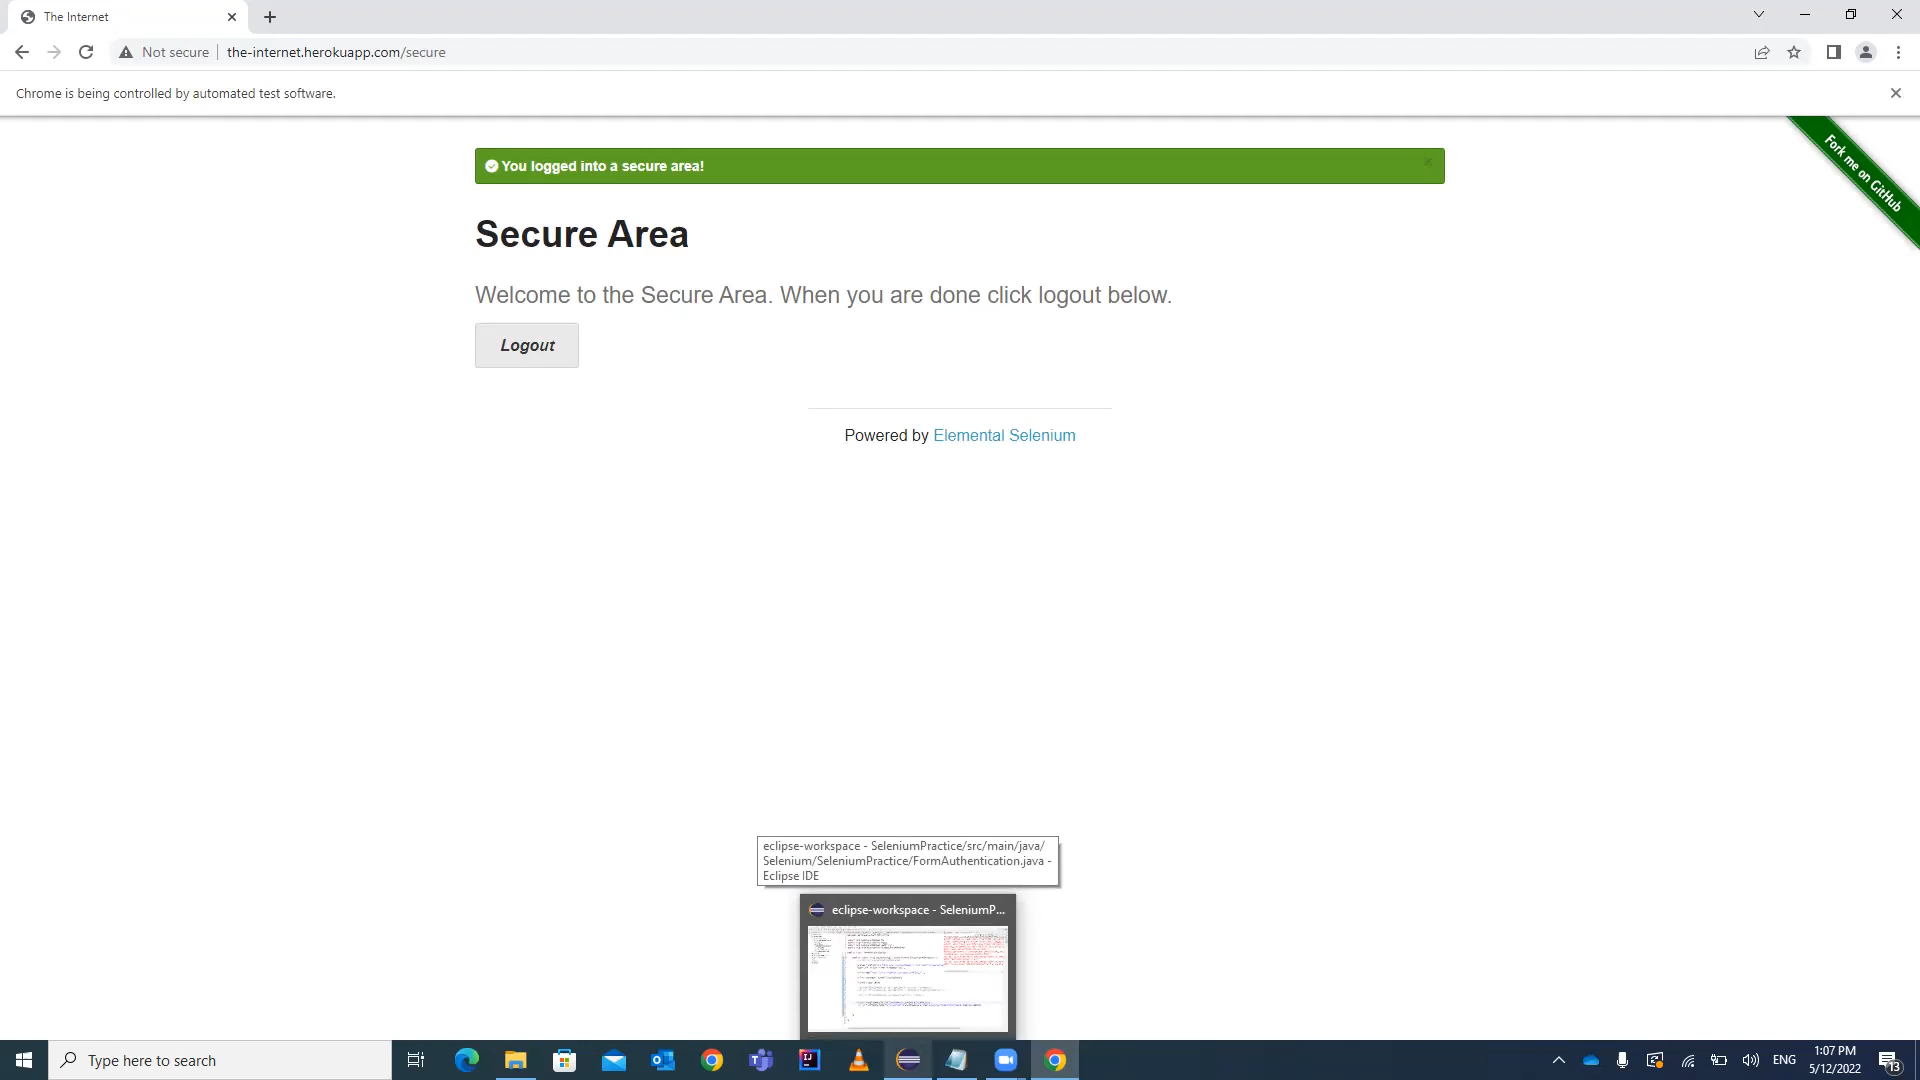 The Internet
Not secure
the-internet.herokuapp.com/secure
Chrome is being controlled by automated test software.
Fork me on GitHub
You logged into a secure area!
Secure Area
Welcome to the Secure Area. When you are done click logout below.
Logout
Powered by Elemental Selenium
eclipse-workspace - SeleniumPractice/src/main/java/
Selenium/SeleniumPractice/FormAuthentication.java -
Eclipse IDE
eclipse-workspace - SeleniumP...
Type here to search
ENG
1:07 PM
5/12/2022
13